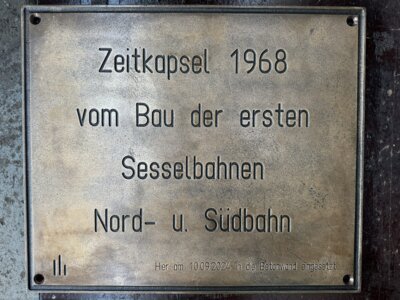 Zeitkapsel 1968
vom Bau der ersten
Sesselbahnen
Nord- u. Südbahn
Hier am 10.09.2024 in die Betonwand eingesetzt